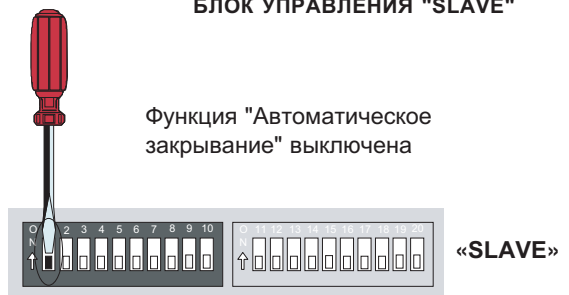 БЛОК УПРАВЛЕНИЯ "SLAVE"
Функция "Автоматическое
закрывание" выключена
O 2 3 4 5 6 7 8 9 10
N
O 11 12 13 14 15 16 17 18 19 20
N
«SLAVE»